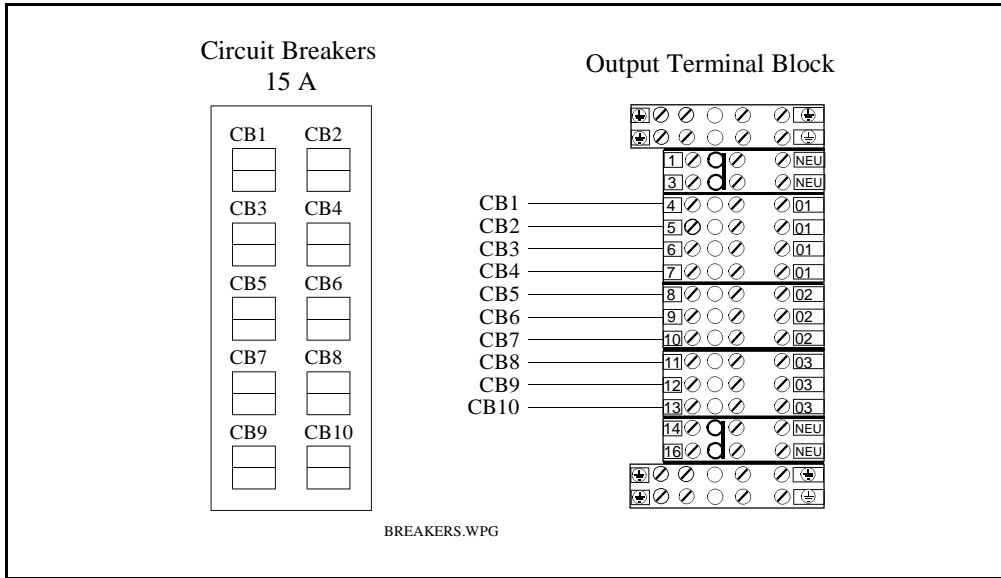 Circuit Breakers
15 A
CB1 CB2
CB3 CB4
CB5 CB6
CB7 CB8
CB9 CB10
Output Terminal Block
1 NEU
3 NEU
CB1 4 01
CB2 5 01
CB3 6 01
CB4 7 01
CB5 8 02
CB6 9 02
CB7 10 02
CB8 11 03
CB9 12 03
CB10 13 03
14 NEU
16 NEU
BREAKERS.WPG